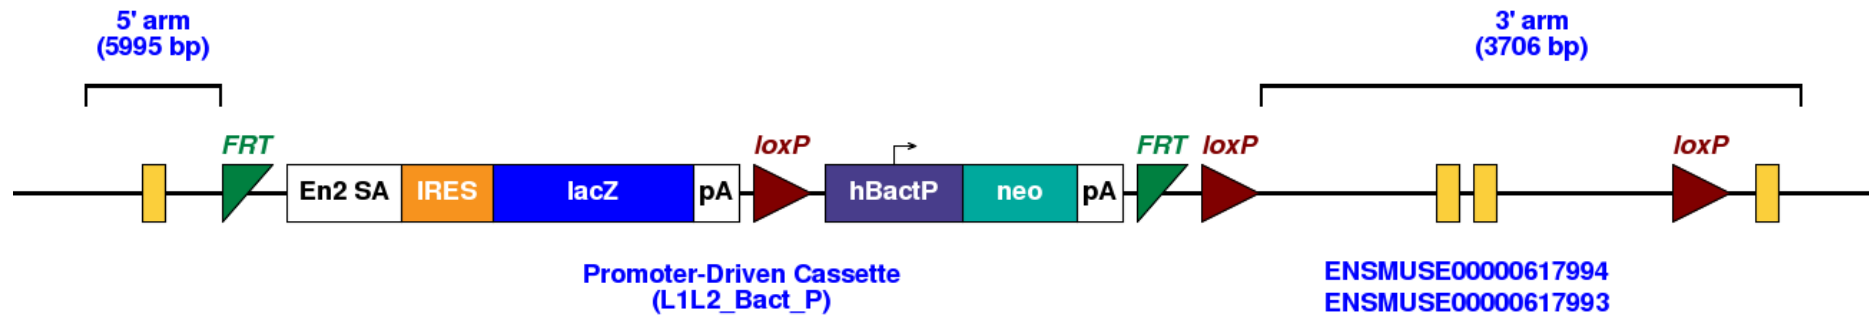 5' arm
(5995 bp)
3' arm
(3706 bp)
FRT
loxP
FRT
loxP
loxP
En2 SA
IRES
lacZ
pA
hBactP
neo
pA
Promoter-Driven Cassette
(L1L2_Bact_P)
ENSMUSE00000617994
ENSMUSE00000617993